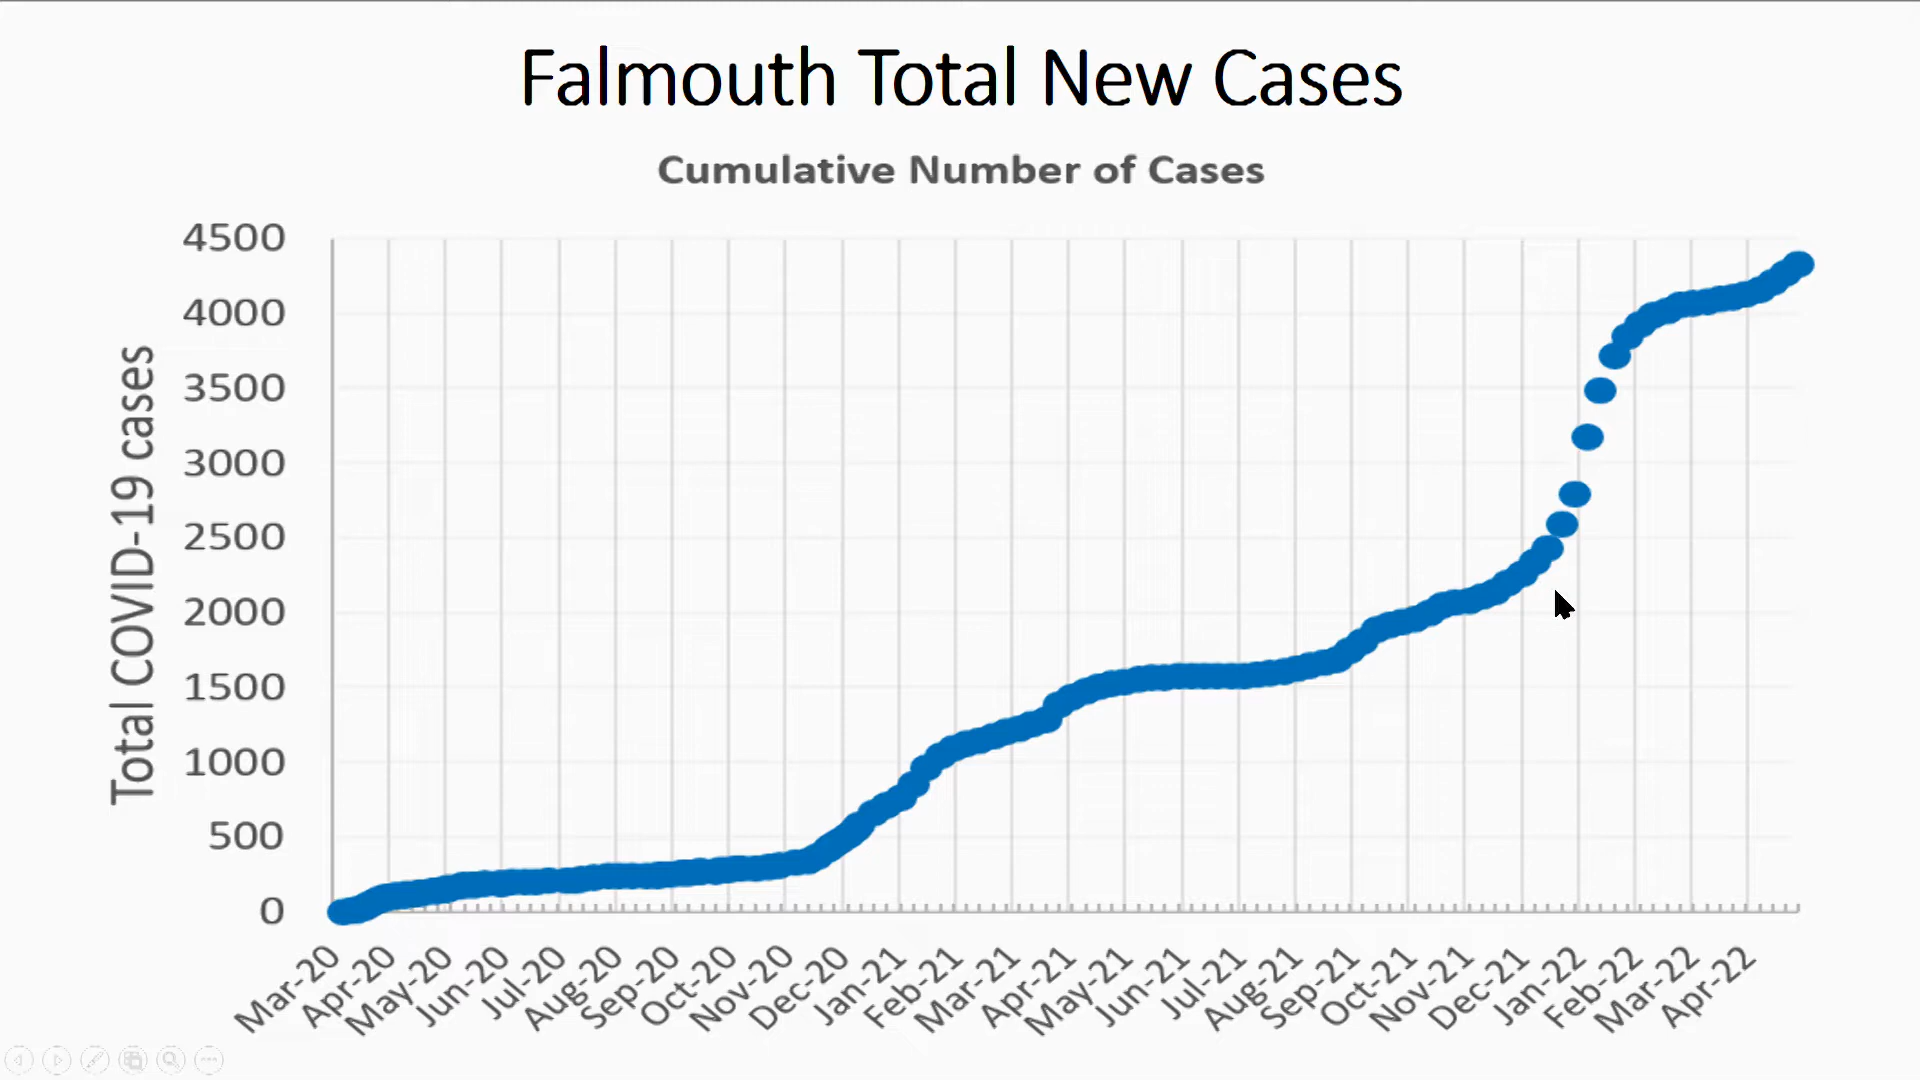 Falmouth Total New Cases
Cumulative Number of Cases
Total COVID-19 cases
4500
4000
3500
3000
2500
2000
1500
1000
500
0
Mar-20
Apr-20
May-20
Jun-20
Jul-20
Aug-20
Sep-20
Oct-20
Nov-20
Dec-20
Jan-21
Feb-21
Mar-21
Apr-21
May-21
Jun-21
Jul-21
Aug-21
Sep-21
Oct-21
Nov-21
Dec-21
Jan-22
Feb-22
Mar-22
Apr-22